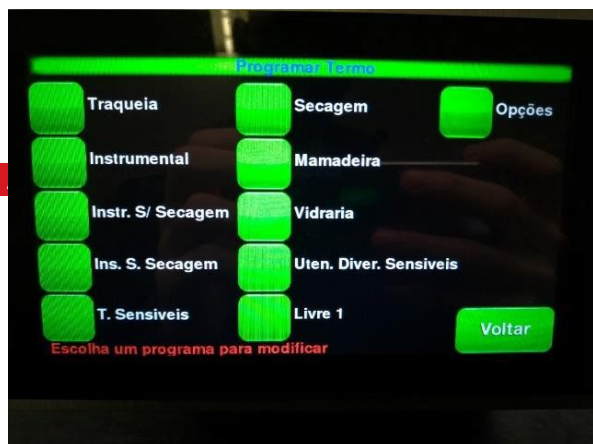 Programar Termo
Traqueia
Secagem
Opções
Instrumental
Mamadeira
Instr. S/ Secagem
Vidraria
Ins. S. Secagem
Uten. Diver. Sensiveis
T. Sensiveis
Livre 1
Voltar
Escolha um programa para modificar